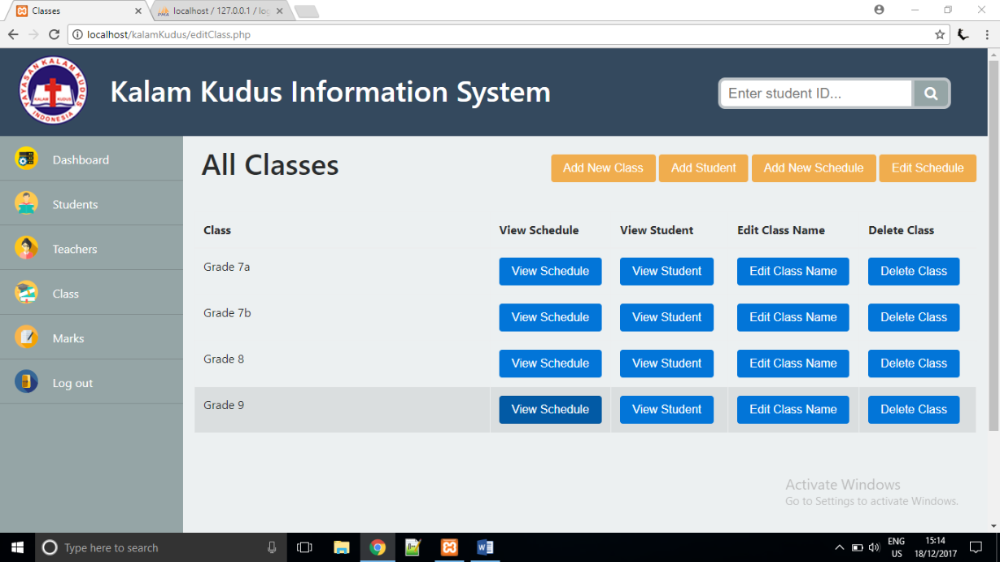 Classes
localhost / 127.0.0.1 / log
localhost/kalamKudus/editClass.php
YAYASAN KALAM KUDUS
KALAM KUDUS
INDONESIA
Kalam Kudus Information System
Enter student ID...
Dashboard
Students
Teachers
Class
Marks
Log out
All Classes
Add New Class Add Student Add New Schedule Edit Schedule
Class View Schedule View Student Edit Class Name Delete Class
Grade 7a View Schedule View Student Edit Class Name Delete Class
Grade 7b View Schedule View Student Edit Class Name Delete Class
Grade 8 View Schedule View Student Edit Class Name Delete Class
Grade 9 View Schedule View Student Edit Class Name Delete Class
Activate Windows
Go to Settings to activate Windows.
Type here to search
ENG
US
15:14
18/12/2017